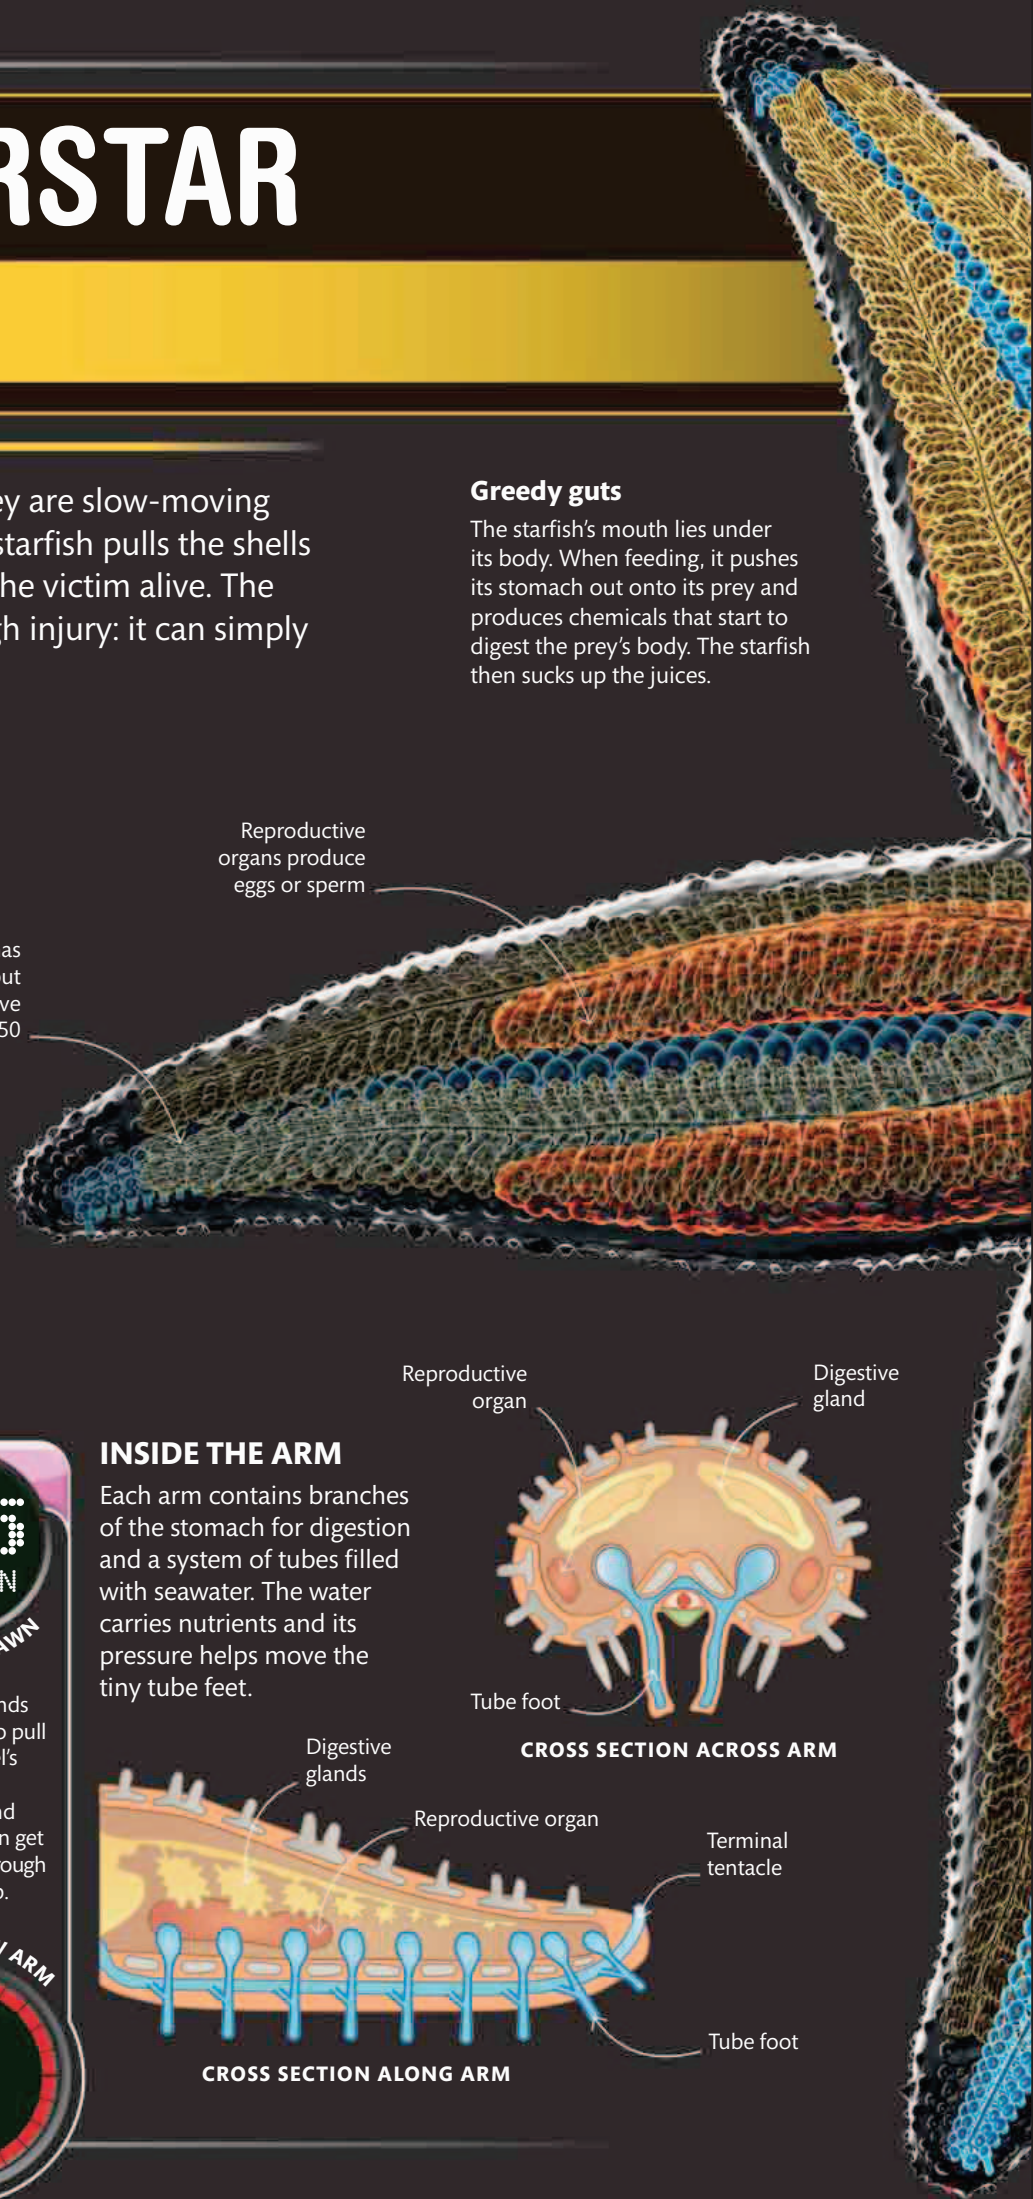 RSTAR
ey are slow-moving
starfish pulls the shells
he victim alive. The
gh injury: it can simply
Greedy guts
The starfish's mouth lies under
its body. When feeding, it pushes
its stomach out onto its prey and
produces chemicals that start to
digest the prey's body. The starfish
then sucks up the juices.
Reproductive
organs produce
eggs or sperm
as
out
ve
50
Reproductive
organ
Digestive
gland
INSIDE THE ARM
Each arm contains branches
of the stomach for digestion
and a system of tubes filled
with seawater. The water
carries nutrients and its
pressure helps move the
tiny tube feet.
Tube foot
CROSS SECTION ACROSS ARM
Digestive
glands
Reproductive organ
Terminal
tentacle
Tube foot
CROSS SECTION ALONG ARM
5
N
AWN
nds
o pull
l's
nd
n get
rough
p.
ARM